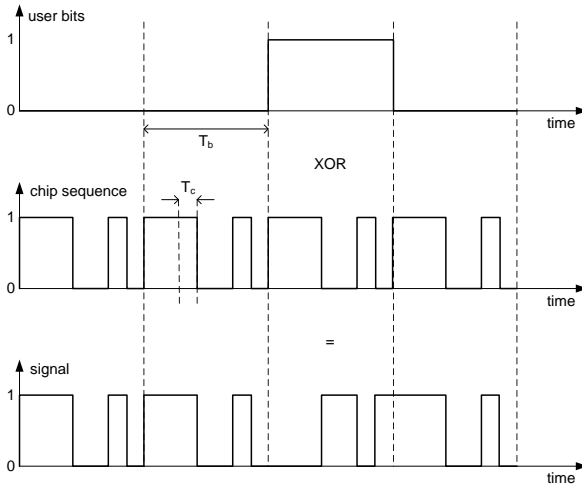 user bits
1
0
time
T_b
XOR
T_c
chip sequence
1
0
time
=
signal
1
0
time